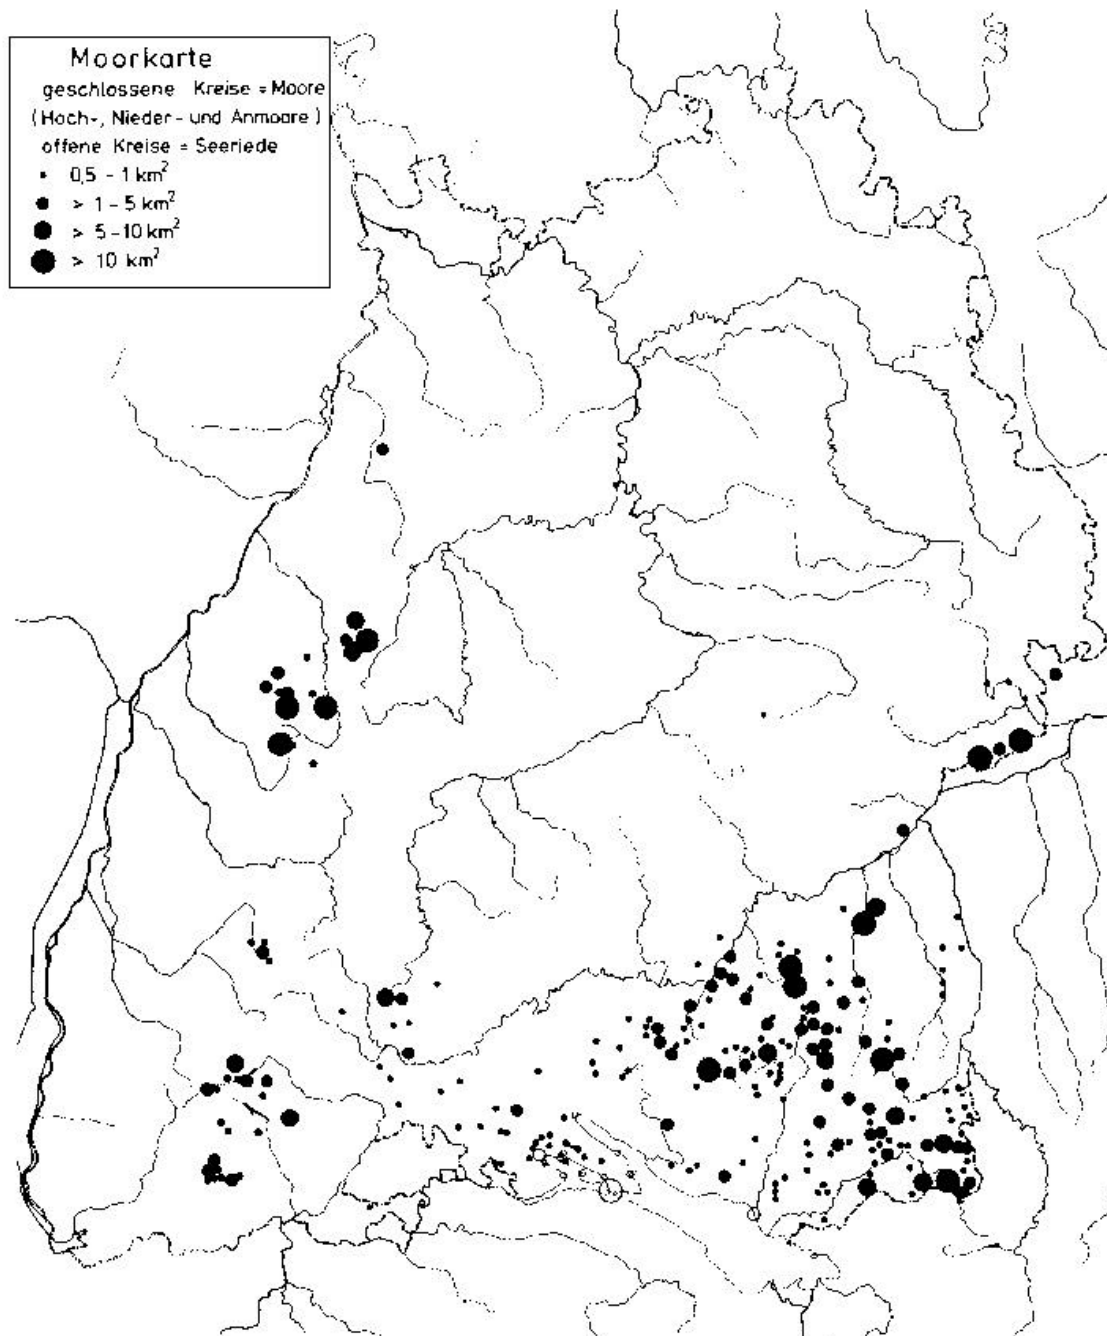 Moorkarte
geschlossene Kreise = Moore
(Hoch-, Nieder- und Anmoore)
offene Kreise = Seeriede
0,5 - 1 km²
> 1 - 5 km²
> 5 - 10 km²
> 10 km²